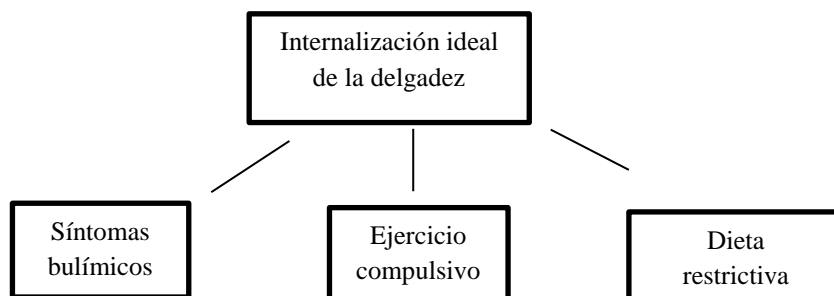 Internalización ideal
de la delgadez
Síntomas
bulímicos
Ejercicio
compulsivo
Dieta
restrictiva